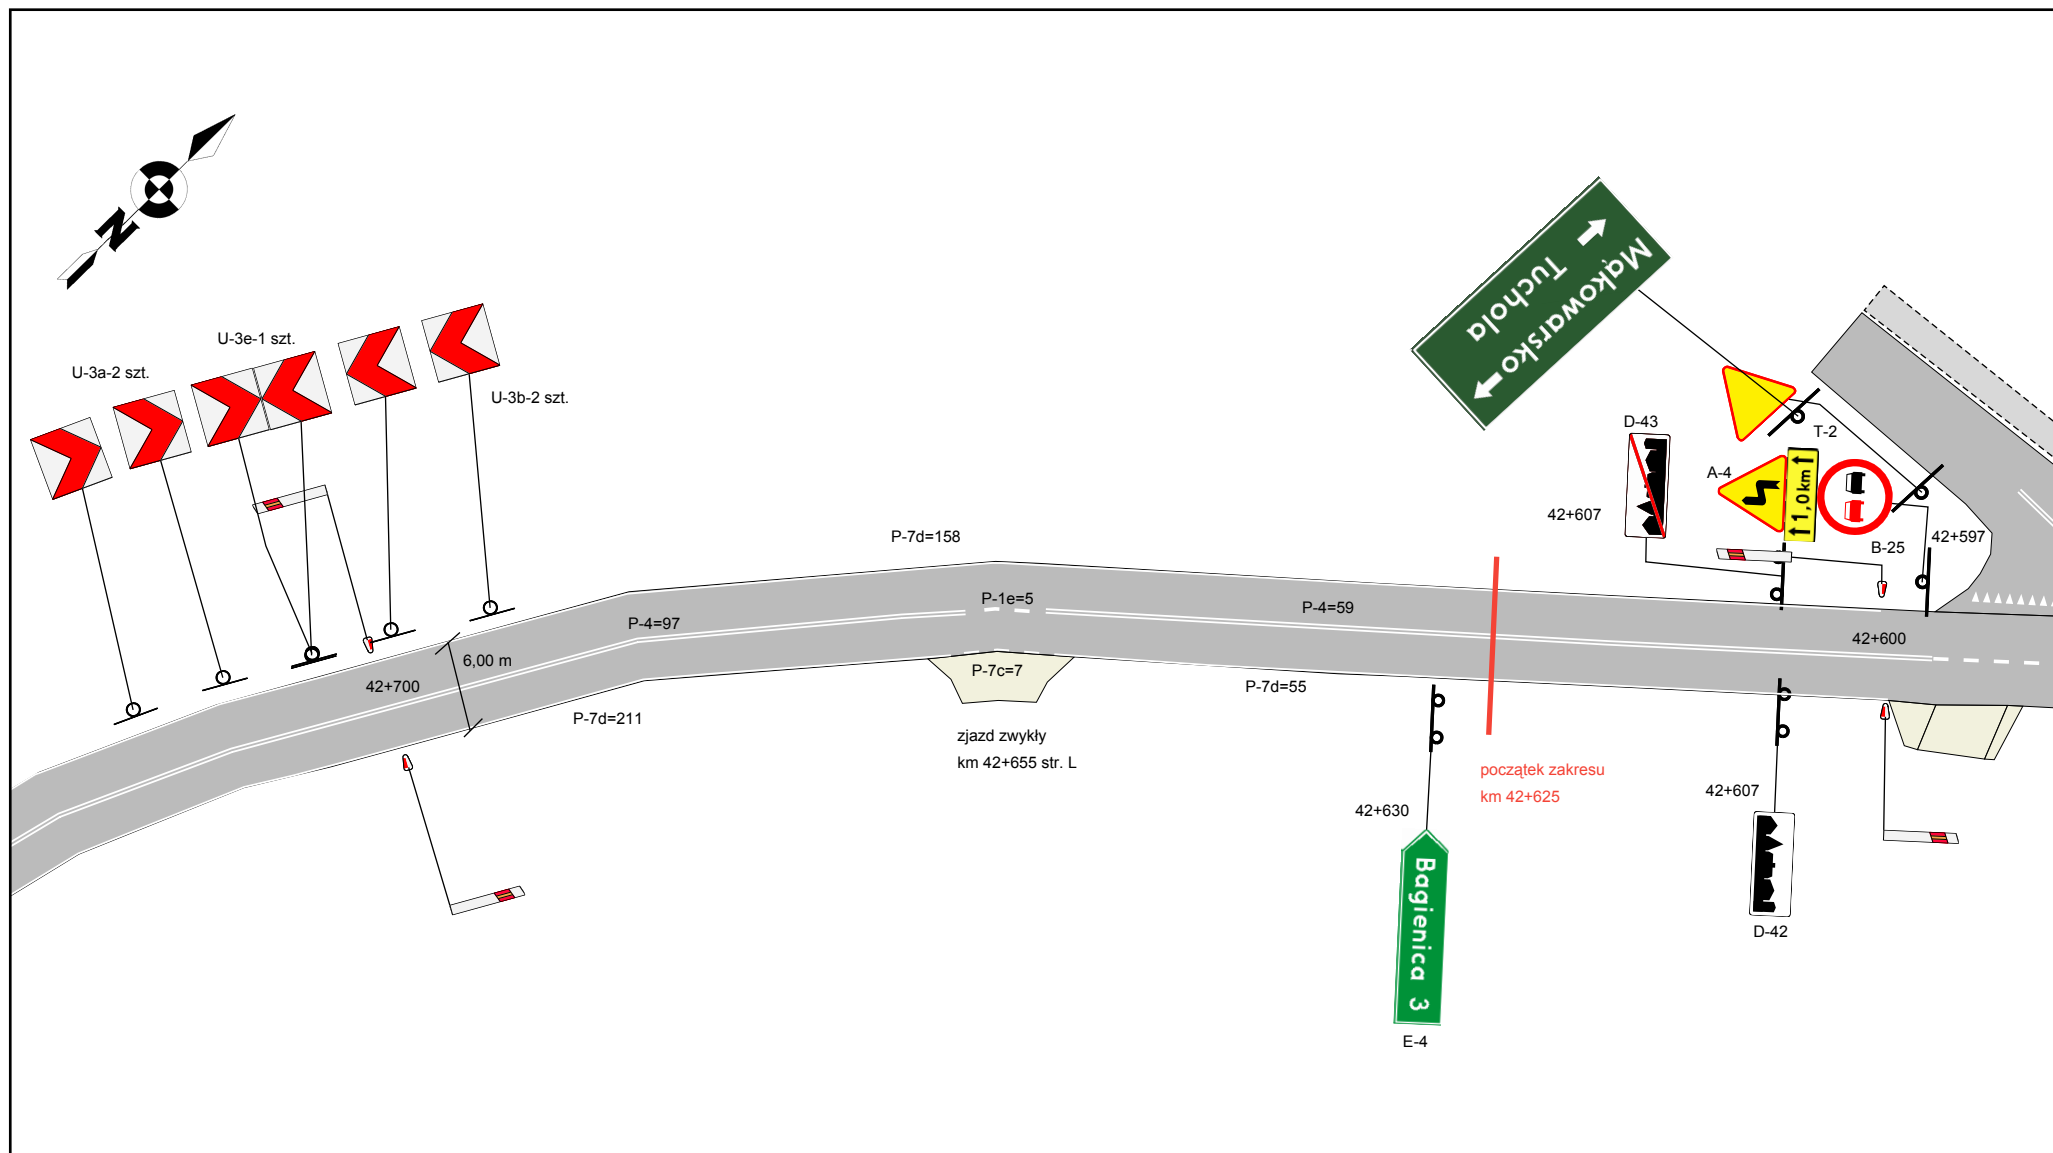 N
U-3e-1 szt.
U-3a-2 szt.
U-3b-2 szt.
Mąkowarsko
Tuchola
D-43
T-2
A-4
1,0km
42+607
B-25
42+597
P-7d=158
P-1e=5
P-4=59
P-4=97
42+600
6,00 m
P-7c=7
42+700
P-7d=55
P-7d=211
zjazd zwykły
km 42+655 str. L
początek zakresu
km 42+625
42+607
42+630
Bagienica 3
D-42
E-4